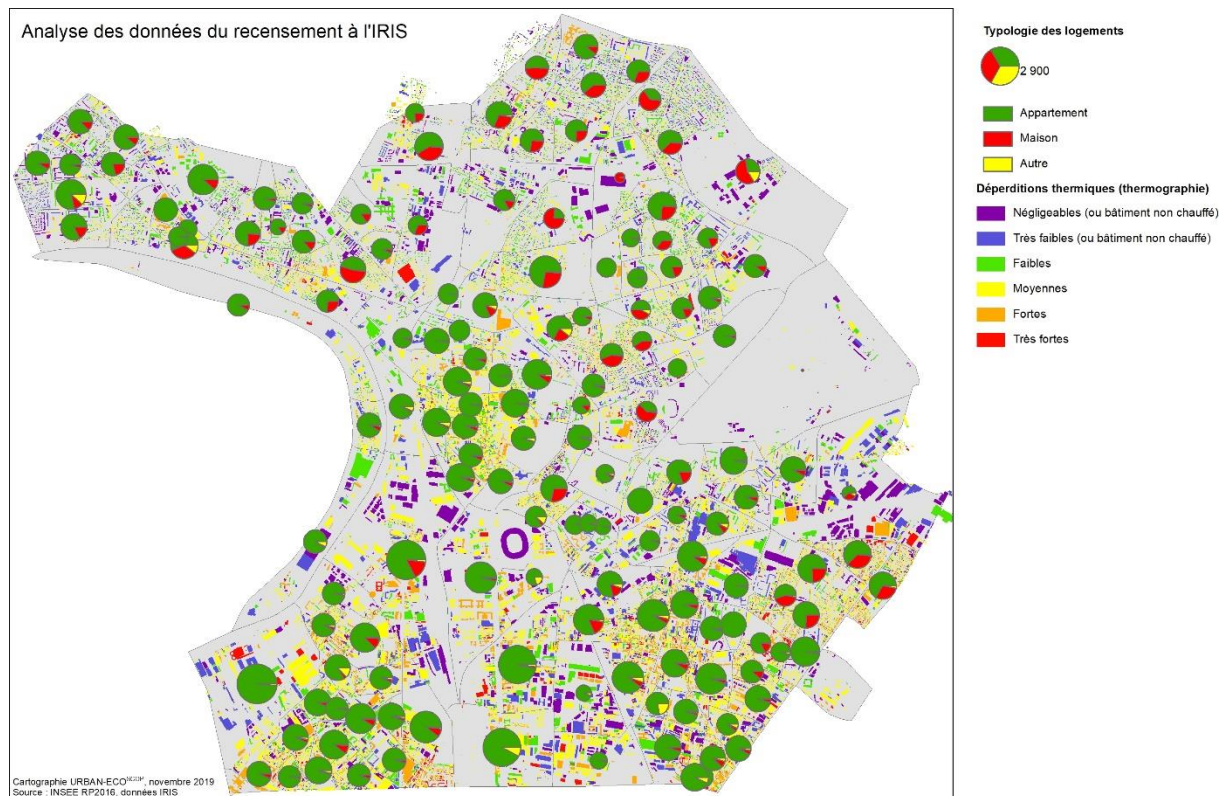 Analyse des données du recensement à l'IRIS
Typologie des logements
2 900
Appartement
Maison
Autre
Déperditions thermiques (thermographie)
Négligeables (ou bâtiment non chauffé)
Très faibles (ou bâtiment non chauffé)
Faibles
Moyennes
Fortes
Très fortes
Cartographie URBAN-ECO, novembre 2019
Source : INSEE RP2016, données IRIS